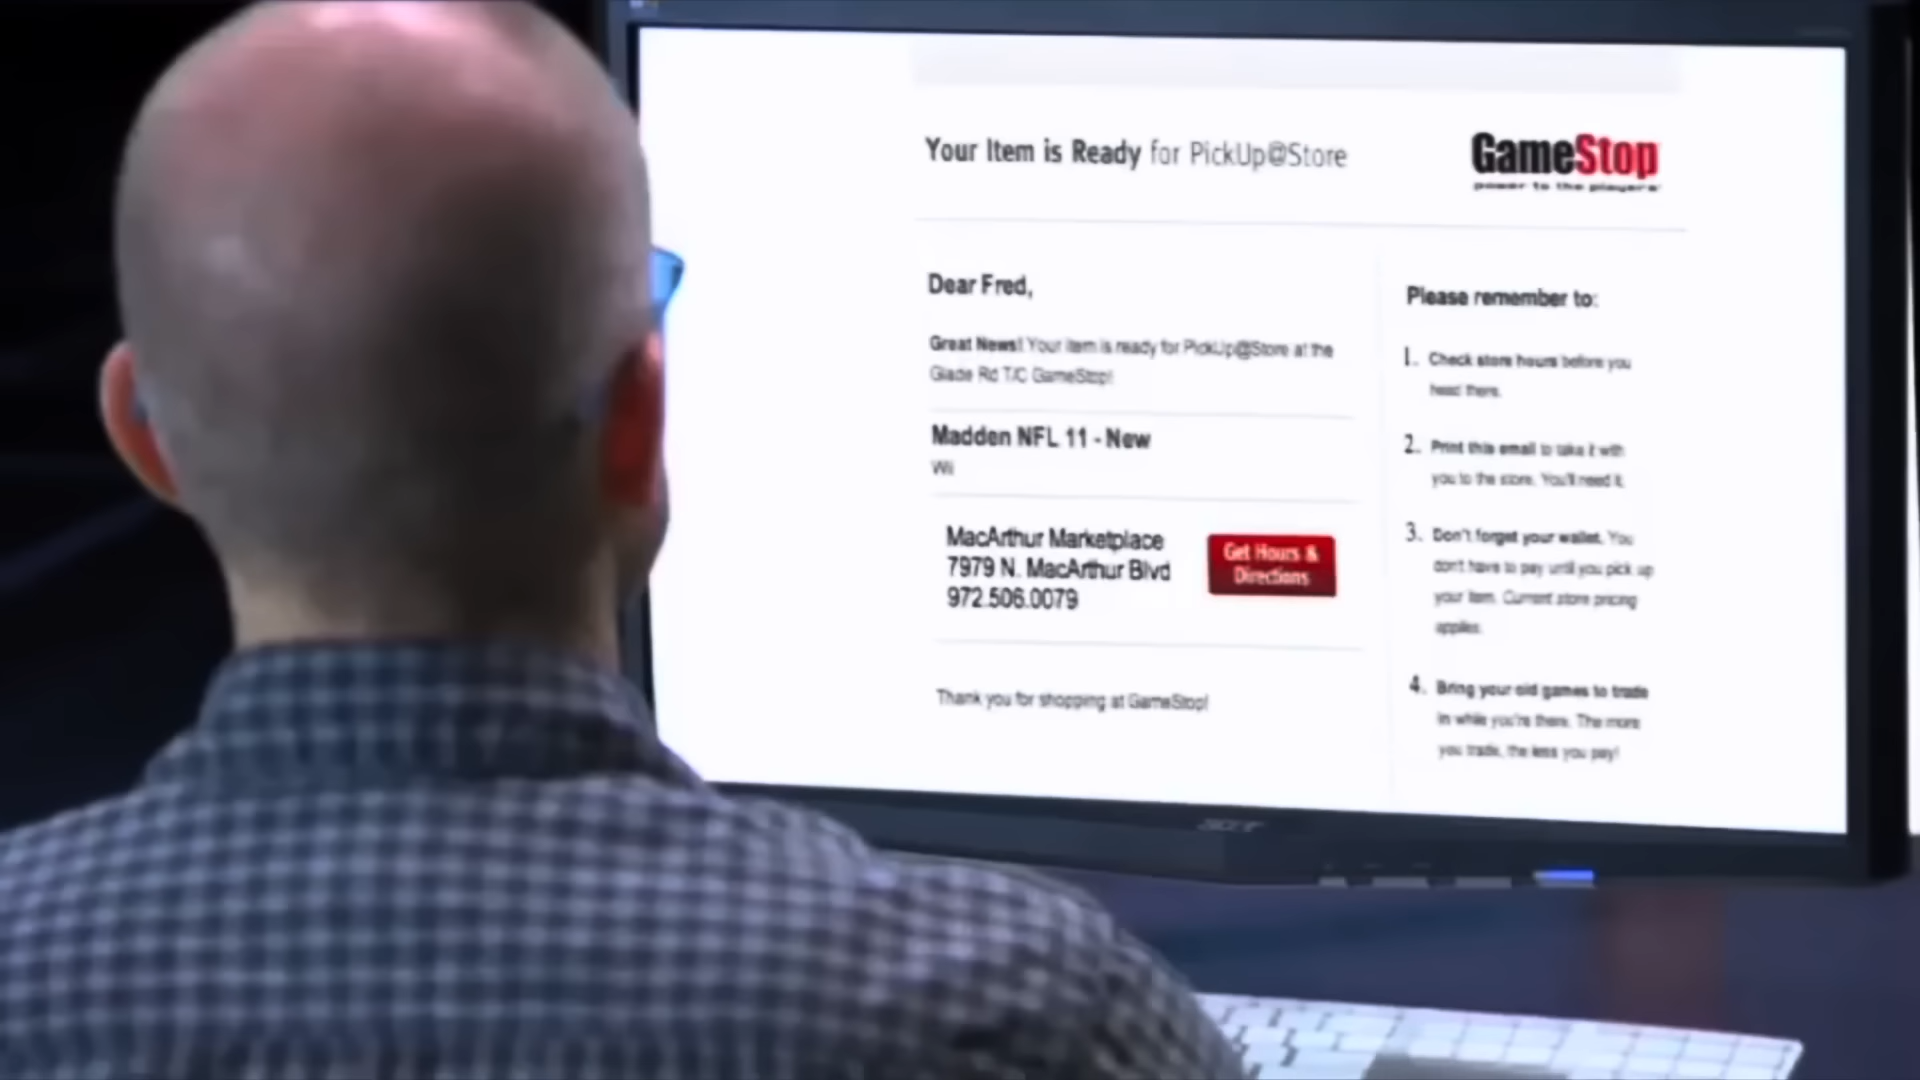 Your Item is Ready for PickUp@Store
GameStop
power to the players
Dear Fred,
Great News! Your item is ready for PickUp@Store at the
Glade Rd T/C GameStop!
Madden NFL 11 - New
Wii
MacArthur Marketplace
7979 N. MacArthur Blvd
972.506.0079
Get Hours &
Directions
Thank you for shopping at GameStop!
Please remember to:
1. Check store hours before you
head there.
2. Print this email to take it with
you to the store. You'll need it.
3. Don't forget your wallet. You
don't have to pay until you pick up
your item. Current store pricing
applies.
4. Bring your old games to trade
in while you're there. The more
you trade, the less you pay!
acer